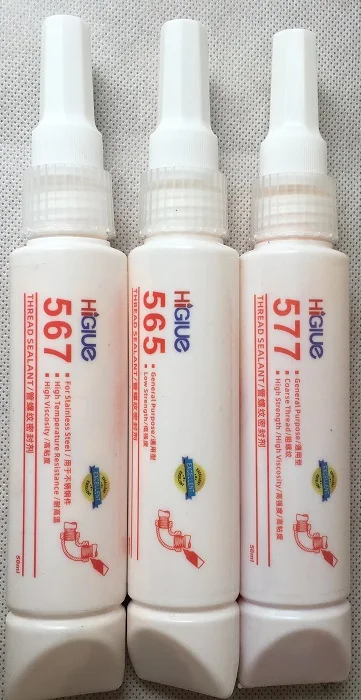 HiGlue
567
▪ For Stainless Steel / 用于不锈钢件
▪ High Temperature Resistance / 耐高温
▪ High Viscosity / 高粘度
THREAD SEALANT/管螺纹密封剂
50ml
HiGlue
565
▪ General Purpose/通用型
▪ Low Strength/低强度
THREAD SEALANT/管螺纹密封剂
HiGlue
577
▪ General Purpose/通用型
▪ Coarse Thread/粗螺纹
▪ High Strength /High Viscosity/高强度/高粘度
THREAD SEALANT/管螺纹密封剂
50ml